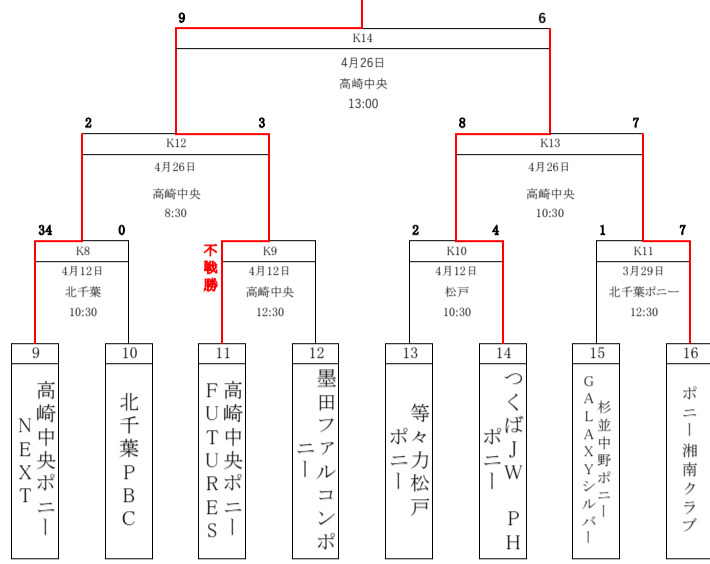 9
6
K14
4月26日
高崎中央
13:00
2
3
8
7
K12
4月26日
高崎中央
8:30
K13
4月26日
高崎中央
10:30
34
0
不戦勝
2
4
1
7
K8
4月12日
北千葉
10:30
K9
4月12日
高崎中央
12:30
K10
4月12日
松戸
10:30
K11
3月29日
北千葉ポニー
12:30
9
10
11
12
13
14
15
16
高崎中央ポニー
NEXT
北千葉PBC
高崎中央ポニー
FUTURES
墨田ファルコンポ
ニー
等々力松戸
ポニー
つくばJW PH
ポニー
杉並中野ポニー
GALAXYシルバー
ポニー湘南クラブ